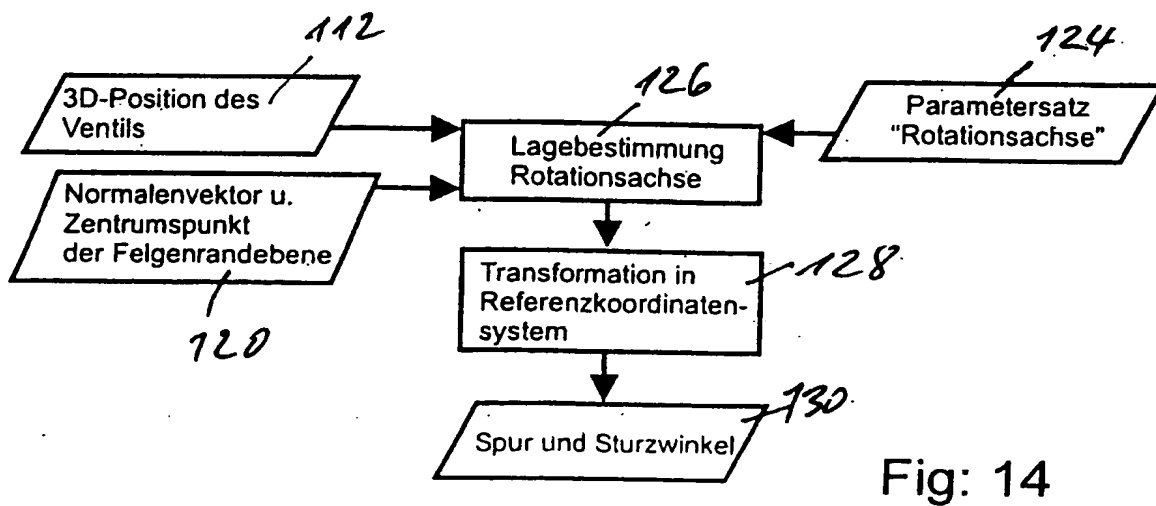 112
3D-Position des
Ventils
126
Lagebestimmung
Rotationsachse
124
Parametersatz
"Rotationsachse"
Normalenvektor u.
Zentrumspunkt
der Felgenrandebene
120
Transformation in
Referenzkoordinaten-
system
128
Spur und Sturzwinkel
130
Fig: 14